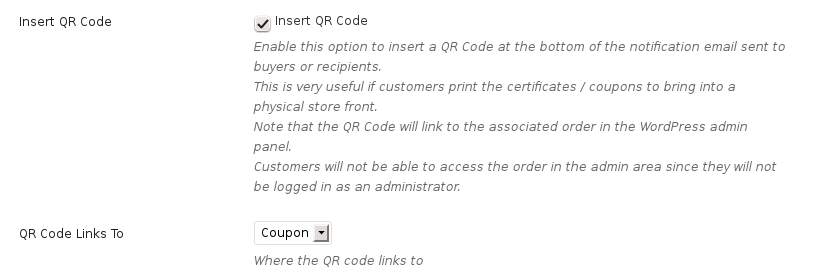 Insert QR Code
Insert QR Code
Enable this option to insert a QR Code at the bottom of the notification email sent to
buyers or recipients.
This is very useful if customers print the certificates / coupons to bring into a
physical store front.
Note that the QR Code will link to the associated order in the WordPress admin
panel.
Customers will not be able to access the order in the admin area since they will not
be logged in as an administrator.
QR Code Links To
Coupon
Where the QR code links to